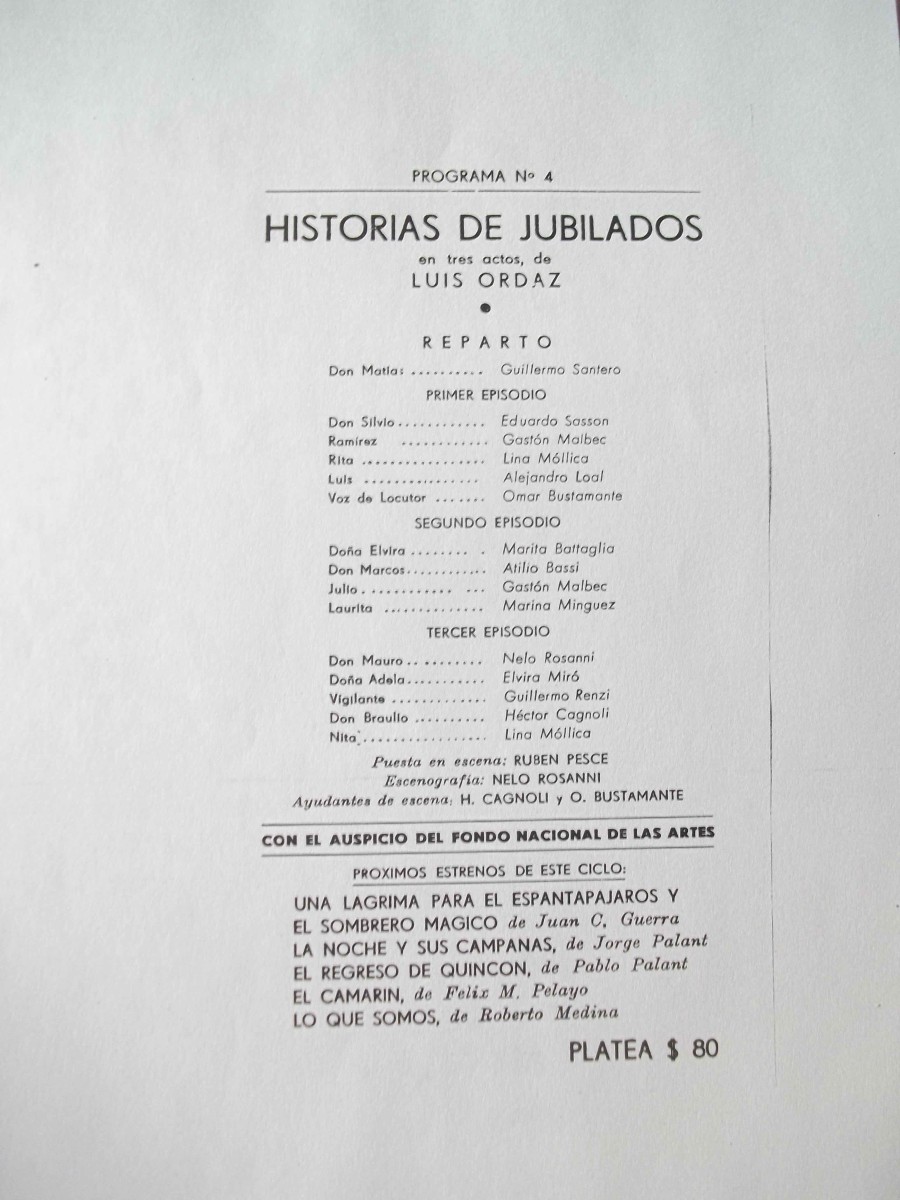 PROGRAMA Nº 4
HISTORIAS DE JUBILADOS
en tres actos, de
LUIS ORDAZ
●
REPARTO
Don Matias .......... Guillermo Santero
PRIMER EPISODIO
Don Silvio ............ Eduardo Sasson
Ramírez ............ Gastón Malbec
Rita ................. Lina Móllica
Luis ................ Alejandro Loal
Voz de Locutor ....... Omar Bustamante
SEGUNDO EPISODIO
Doña Elvira ........ . Marita Battaglia
Don Marcos ........... Atilio Bassi
Julio . ............ ... Gastón Malbec
Laurita .............. Marina Minguez
TERCER EPISODIO
Don Mauro .. ......... Nelo Rosanni
Doña Adela ........... Elvira Miró
Vigilante ............. Guillermo Renzi
Don Braulio .......... Héctor Cagnoli
Nita ................. Lina Móllica
Puesta en escena: RUBEN PESCE
Escenografía: NELO ROSANNI
Ayudantes de escena: H. CAGNOLI y O. BUSTAMANTE
CON EL AUSPICIO DEL FONDO NACIONAL DE LAS ARTES
PROXIMOS ESTRENOS DE ESTE CICLO:
UNA LAGRIMA PARA EL ESPANTAPAJAROS Y
EL SOMBRERO MAGICO de Juan C. Guerra
LA NOCHE Y SUS CAMPANAS, de Jorge Palant
EL REGRESO DE QUINCON, de Pablo Palant
EL CAMARIN, de Felix M. Pelayo
LO QUE SOMOS, de Roberto Medina
PLATEA $ 80